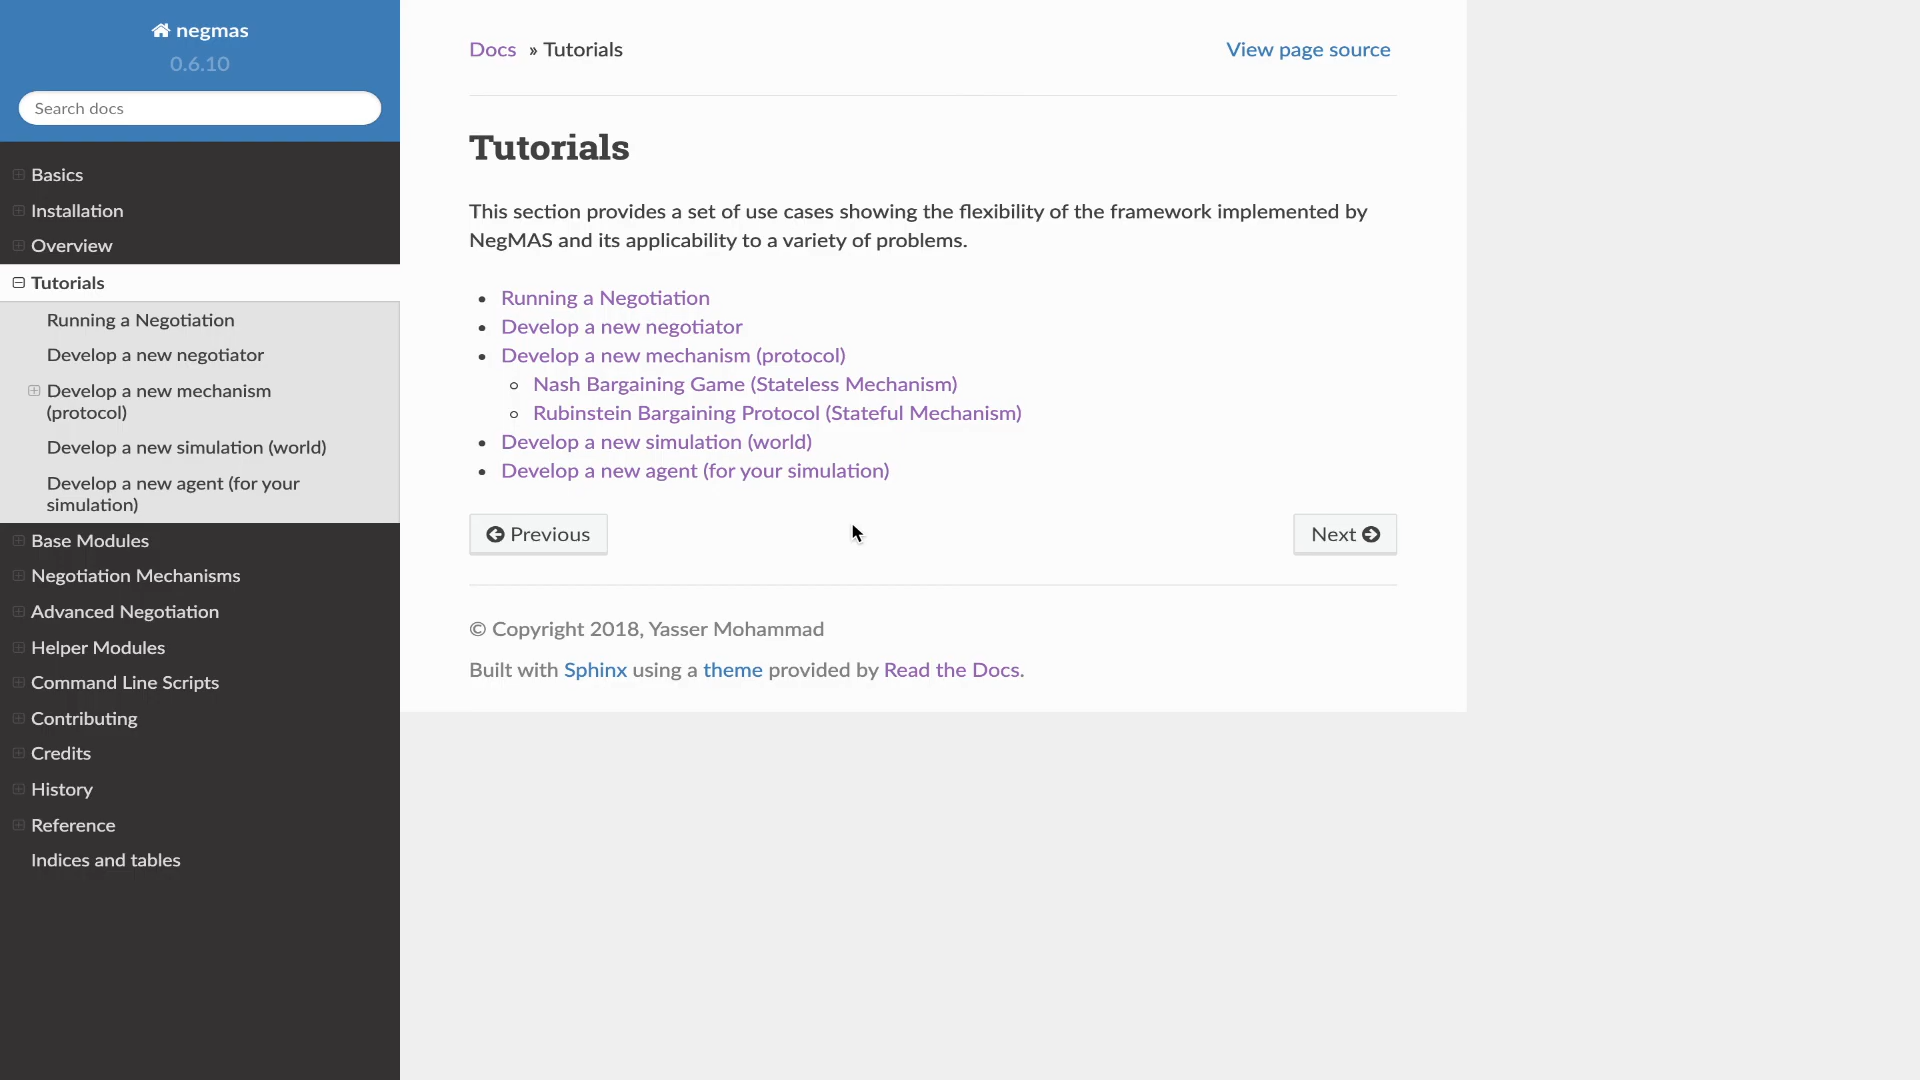 negmas
0.6.10
Search docs
Basics
Installation
Overview
Tutorials
Running a Negotiation
Develop a new negotiator
Develop a new mechanism
(protocol)
Develop a new simulation (world)
Develop a new agent (for your
simulation)
Base Modules
Negotiation Mechanisms
Advanced Negotiation
Helper Modules
Command Line Scripts
Contributing
Credits
History
Reference
Indices and tables
Docs » Tutorials
View page source
Tutorials
This section provides a set of use cases showing the flexibility of the framework implemented by
NegMAS and its applicability to a variety of problems.
Running a Negotiation
Develop a new negotiator
Develop a new mechanism (protocol)
Nash Bargaining Game (Stateless Mechanism)
Rubinstein Bargaining Protocol (Stateful Mechanism)
Develop a new simulation (world)
Develop a new agent (for your simulation)
Previous
Next
© Copyright 2018, Yasser Mohammad
Built with Sphinx using a theme provided by Read the Docs.